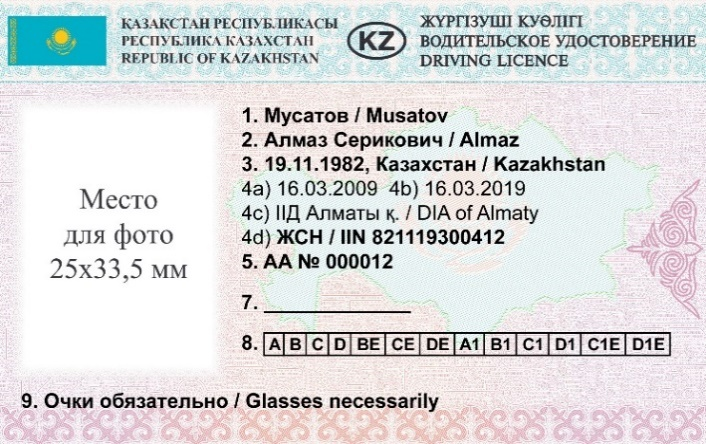 ҚАЗАҚСТАН РЕСПУБЛИКАСЫ
РЕСПУБЛИКА КАЗАХСТАН
REPUBLIC OF KAZAKHSTAN
KZ
ЖҮРГІЗУШІ КУӘЛІГІ
ВОДИТЕЛЬСКОЕ УДОСТОВЕРЕНИЕ
DRIVING LICENCE
Место
для фото
25x33,5 мм
1. Мусатов / Musatov
2. Алмаз Серикович / Almaz
3. 19.11.1982, Казахстан / Kazakhstan
4a) 16.03.2009 4b) 16.03.2019
4c) ІІД Алматы қ. / DIA of Almaty
4d) ЖСН / IIN 821119300412
5. AA № 000012
7.
8. A B C D BE CE DE A1 B1 C1 D1 C1E D1E
9. Очки обязательно / Glasses necessarily